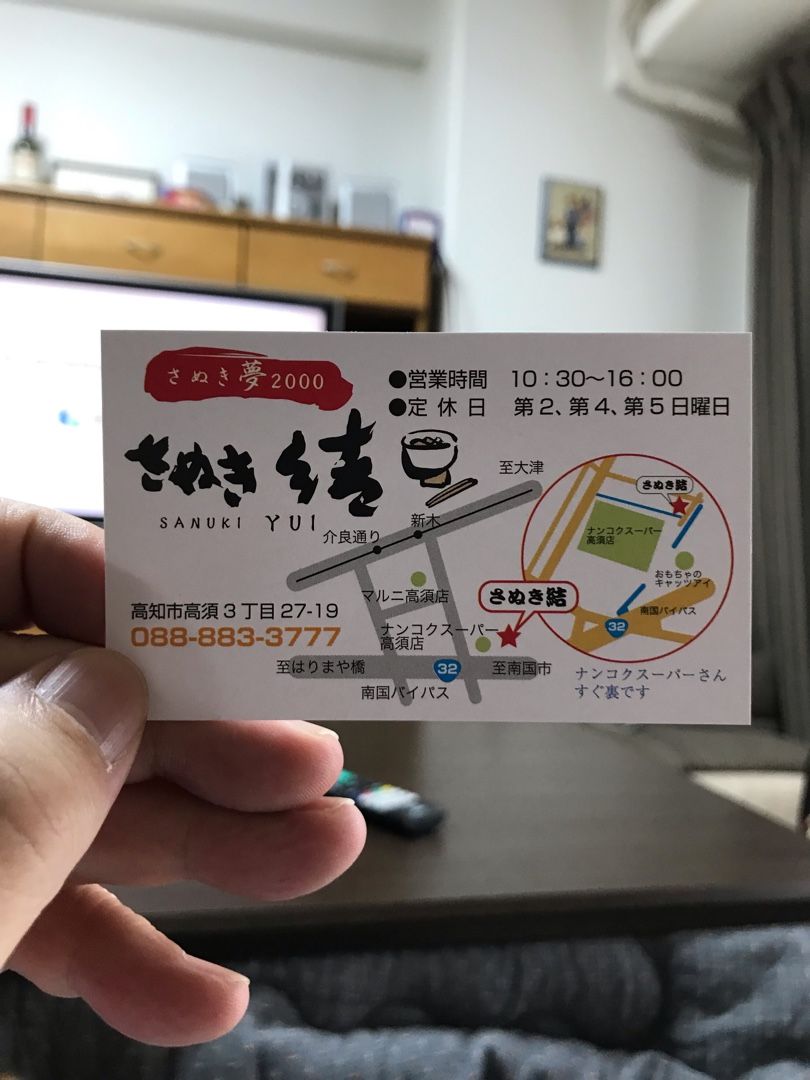 さぬき夢2000
●営業時間 10：30〜16：00
●定休日 第2、第4、第5日曜日
さぬき 結
SANUKI YUI
高知市高須3丁目27-19
088-883-3777
至大津
新木
介良通り
マルニ高須店
さぬき結
ナンコクスーパー
高須店
至はりまや橋
32
至南国市
南国バイパス
さぬき結
ナンコクスーパー
高須店
おもちゃの
キャッツアイ
南国バイパス
32
ナンコクスーパーさん
すぐ裏です